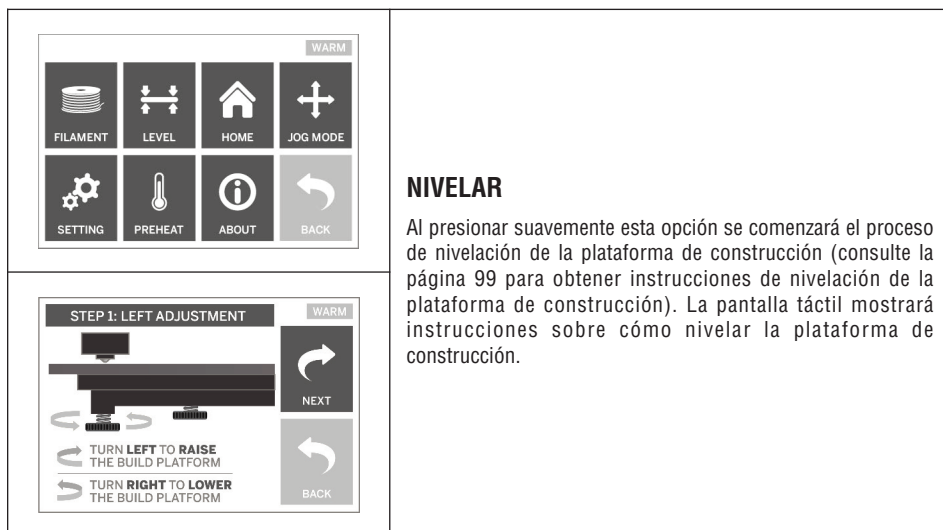 WARM
FILAMENT
LEVEL
HOME
JOG MODE
SETTING
PREHEAT
ABOUT
BACK
STEP 1: LEFT ADJUSTMENT
WARM
NEXT
TURN LEFT TO RAISE
THE BUILD PLATFORM
TURN RIGHT TO LOWER
THE BUILD PLATFORM
BACK
NIVELAR
Al presionar suavemente esta opción se comenzará el proceso
de nivelación de la plataforma de construcción (consulte la
página 99 para obtener instrucciones de nivelación de la
plataforma de construcción). La pantalla táctil mostrará
instrucciones sobre cómo nivelar la plataforma de
construcción.